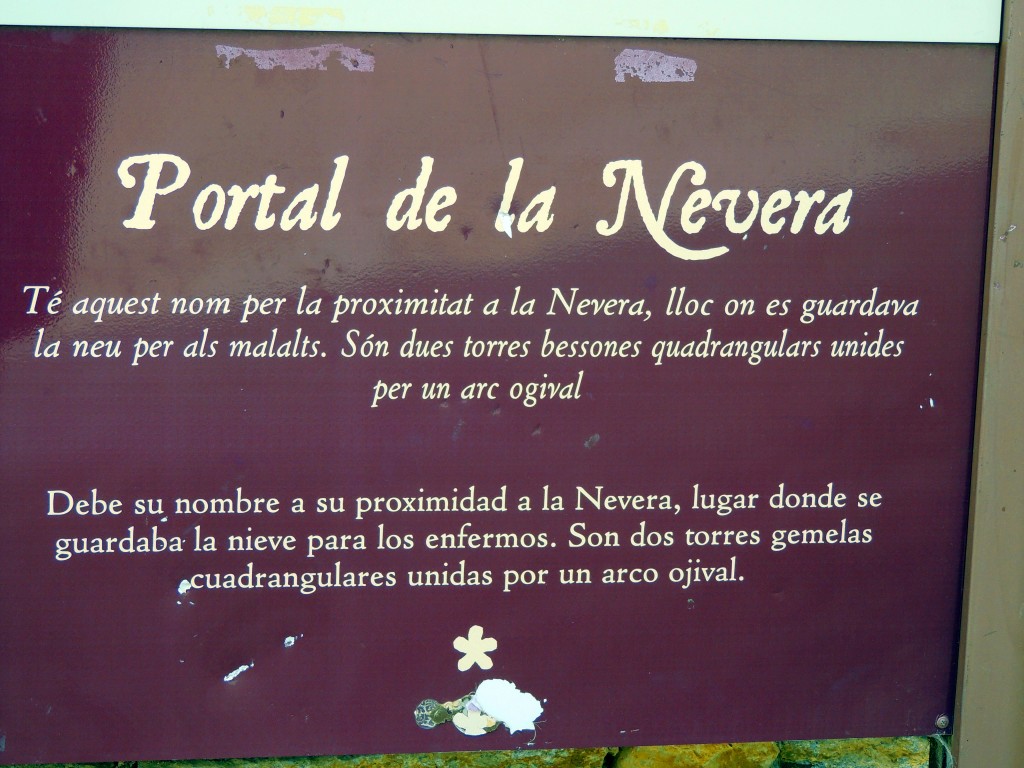 Portal de la Nevera
Té aquest nom per la proximitat a la Nevera, lloc on es guardava
la neu per als malalts. Són dues torres bessones quadrangulars unides
per un arc ogival
Debe su nombre a su proximidad a la Nevera, lugar donde se
guardaba la nieve para los enfermos. Son dos torres gemelas
cuadrangulares unidas por un arco ojival.